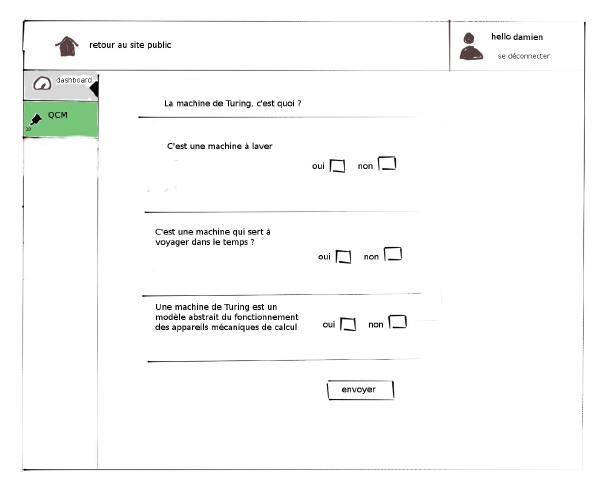 retour au site public
hello damien
se déconnecter
dashboard
QCM
La machine de Turing, c'est quoi ?
C'est une machine à laver
oui non
C'est une machine qui sert à
voyager dans le temps ?
oui non
Une machine de Turing est un
modèle abstrait du fonctionnement
des appareils mécaniques de calcul
oui non
envoyer